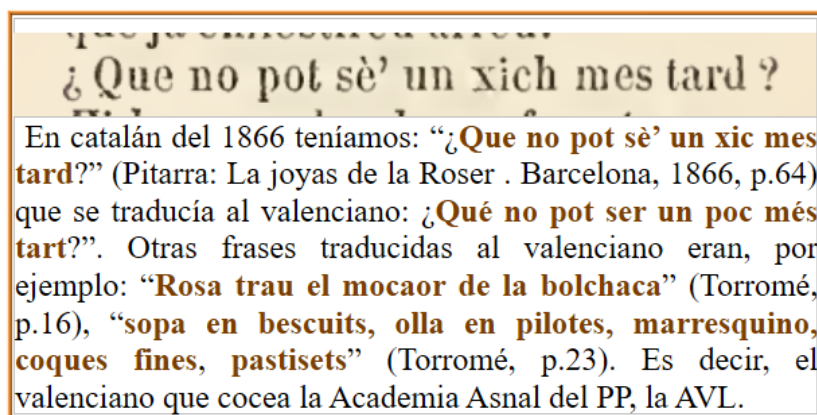 ¿ Que no pot sè’ un xich mes tard ?
En catalán del 1866 teníamos: “¿Que no pot sè’ un xic mes
tard?” (Pitarra: La joyas de la Roser . Barcelona, 1866, p.64)
que se traducía al valenciano: ¿Qué no pot ser un poc més
tart?”. Otras frases traducidas al valenciano eran, por
ejemplo: “Rosa trau el mocaor de la bolchaca” (Torromé,
p.16), “sopa en bescuits, olla en pilotes, marresquino,
coques fines, pastisets” (Torromé, p.23). Es decir, el
valenciano que cocea la Academia Asnal del PP, la AVL.